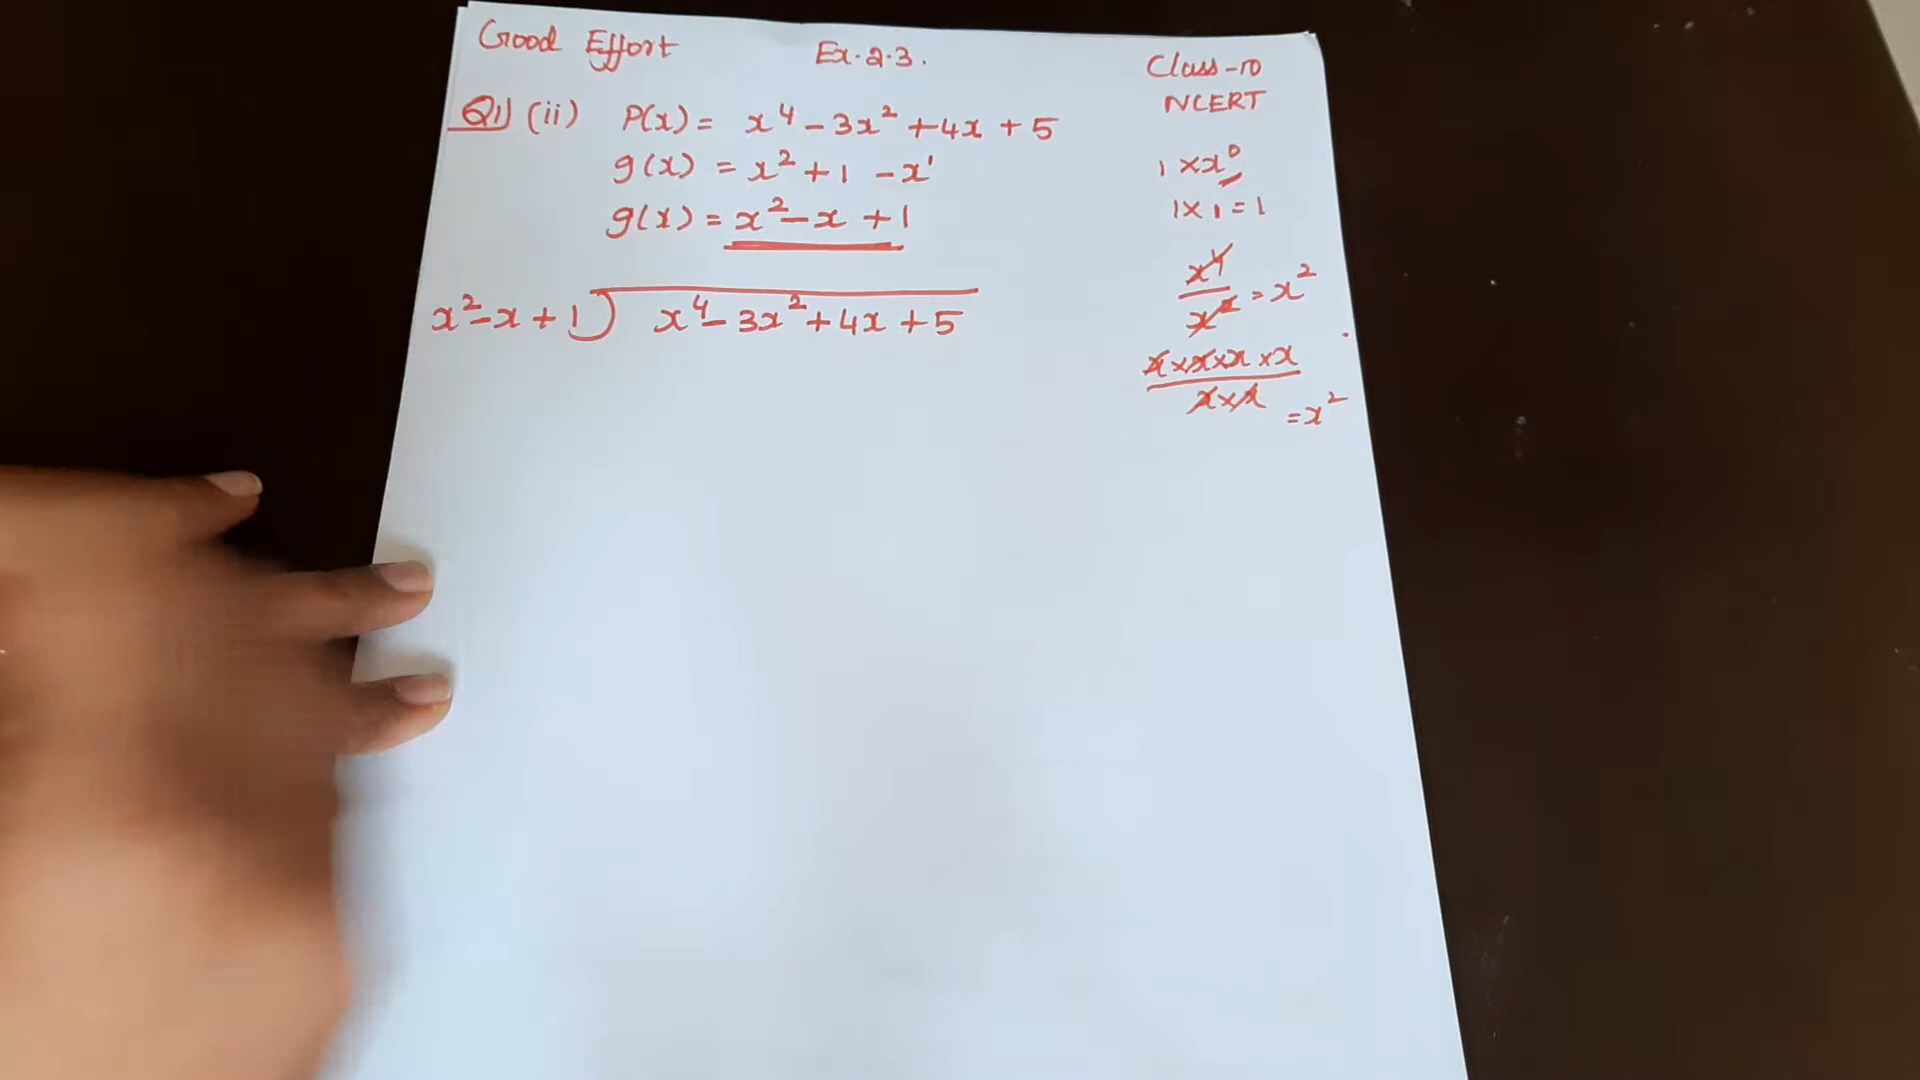 Good Effort Ex.2.3. Class-10
NCERT
Q1) (ii) P(x) = x⁴ - 3x² + 4x + 5
g(x) = x² + 1 - x¹
g(x) = x² - x + 1
x² - x + 1 ) x⁴ - 3x² + 4x + 5
1 × x⁰
1 × 1 = 1
x⁴/x² = x²
x × x × x × x / x × x = x²